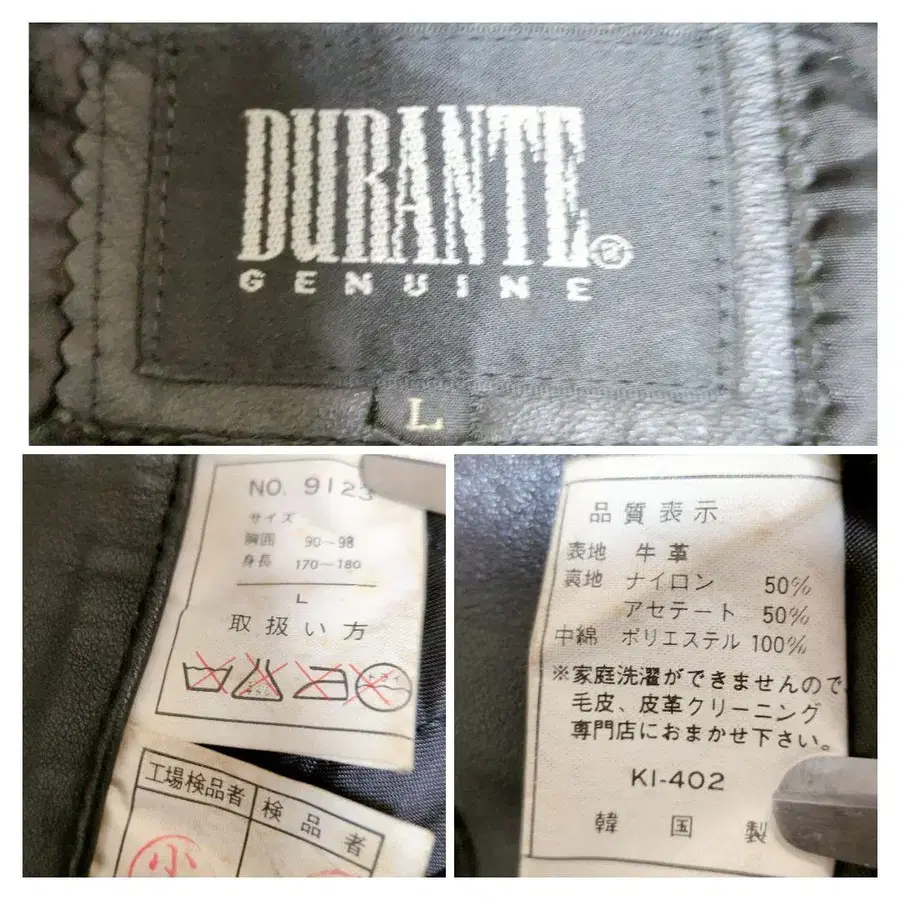 DURANTE®
GENUINE
L
NO. 9123
サイズ
胸囲 90-98
身長 170-180
L
取扱い方
工場検品者 検品者
小
品質表示
表地 牛革
裏地 ナイロン 50%
アセテート 50%
中綿 ポリエステル 100%
※家庭洗濯ができませんので
毛皮、皮革クリーニング
専門店におまかせ下さい。
KI-402
韓国製